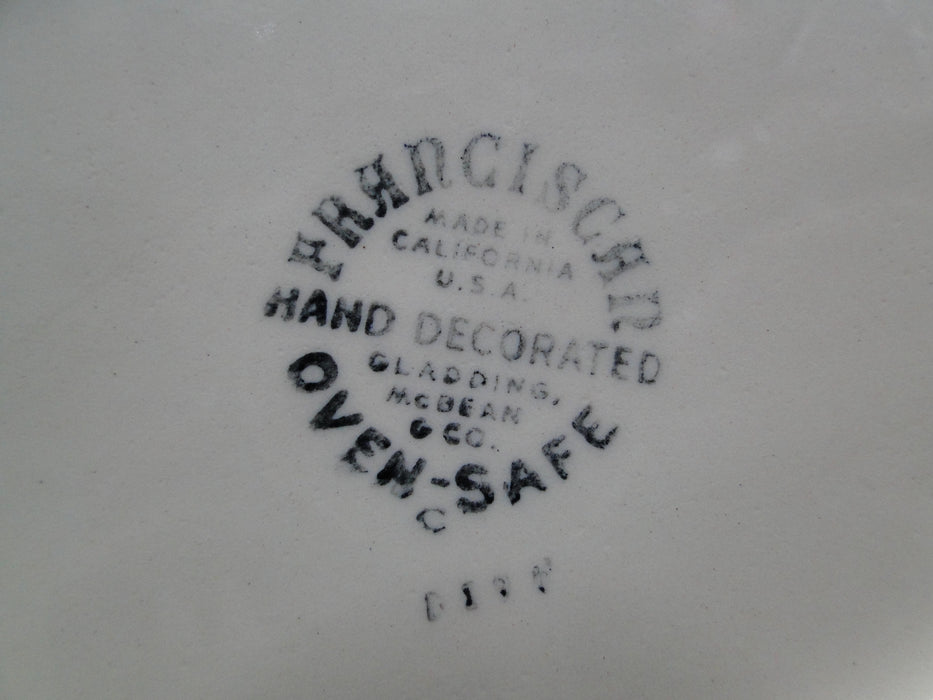 FRANCISCAN
MADE IN
CALIFORNIA
U.S.A.
HAND DECORATED
GLADDING,
McBEAN
& CO.
OVEN-SAFE
C